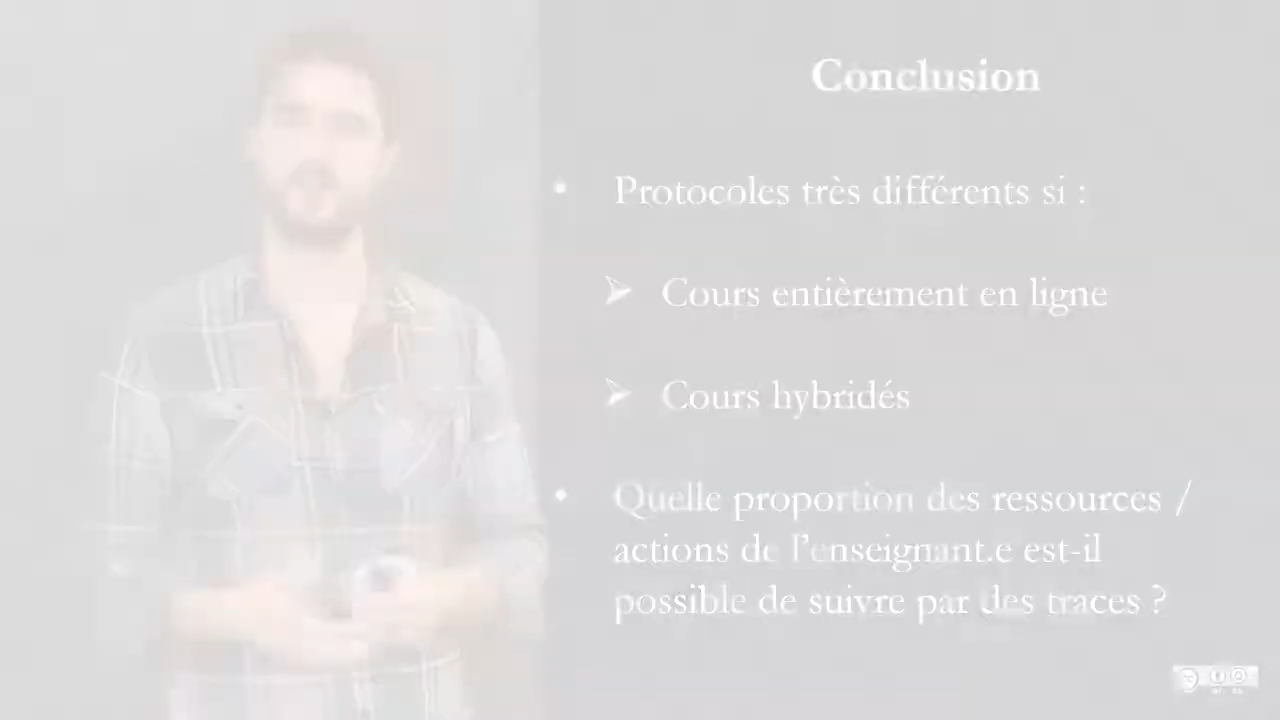 Conclusion
• Protocoles très différents si :
➢ Cours entièrement en ligne
➢ Cours hybridés
• Quelle proportion des ressources /
actions de l'enseignant.e est-il
possible de suivre par des traces ?